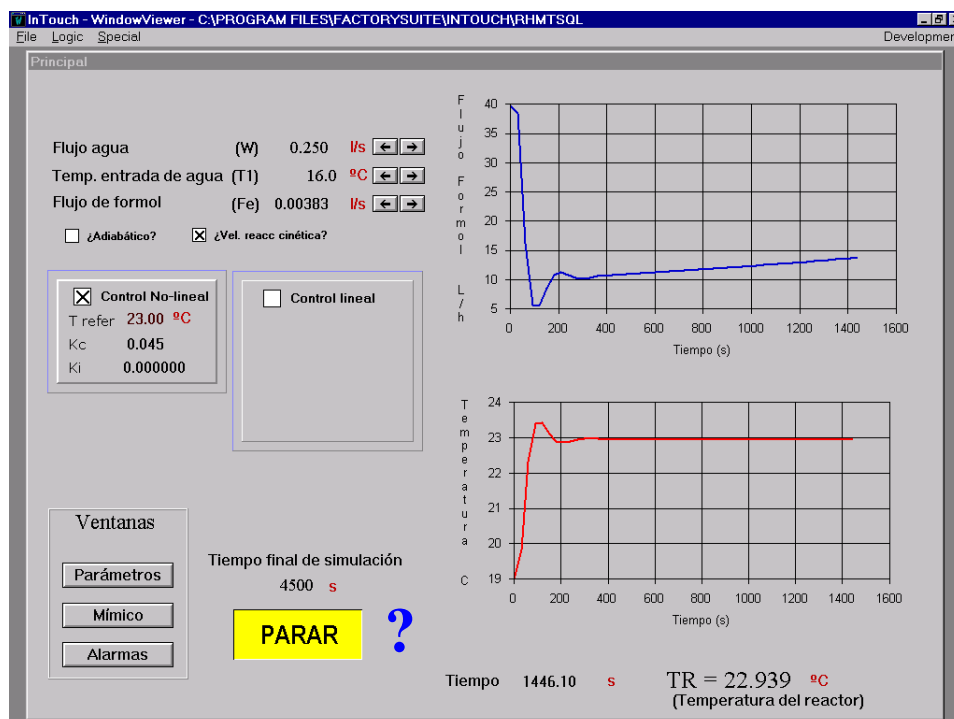 InTouch - WindowViewer - C:\PROGRAM FILES\FACTORYSUITE\INTOUCH\RHMTSQL
File Logic Special Developmen
Principal
Flujo agua (W) 0.250 l/s
Temp. entrada de agua (T1) 16.0 ºC
Flujo de formol (Fe) 0.00383 l/s
¿Adiabático? ¿Vel. reacc cinética?
Control No-lineal
T refer 23.00 ºC
Kc 0.045
Ki 0.000000
Control lineal
Flujo Formol L/h
40
35
30
25
20
15
10
5
0 200 400 600 800 1000 1200 1400 1600
Tiempo (s)
Temperatura C
24
23
22
21
20
19
0 200 400 600 800 1000 1200 1400 1600
Tiempo (s)
Ventanas
Parámetros
Mímico
Alarmas
Tiempo final de simulación
4500 s
PARAR ?
Tiempo 1446.10 s
TR = 22.939 ºC
(Temperatura del reactor)